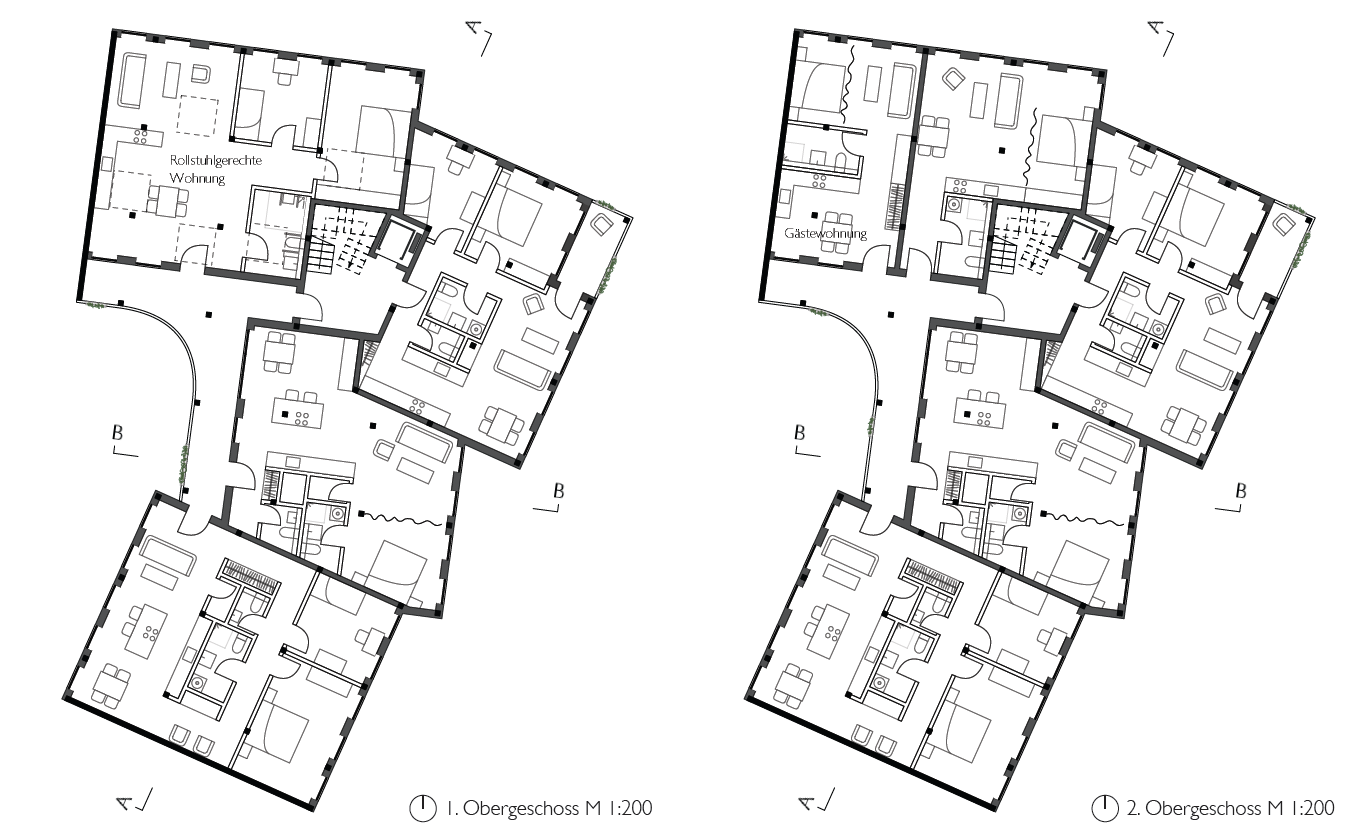 A
A
Rollstuhlgerechte
Wohnung
Gästewohnung
B
B
B
B
A
1. Obergeschoss M 1:200
A
2. Obergeschoss M 1:200